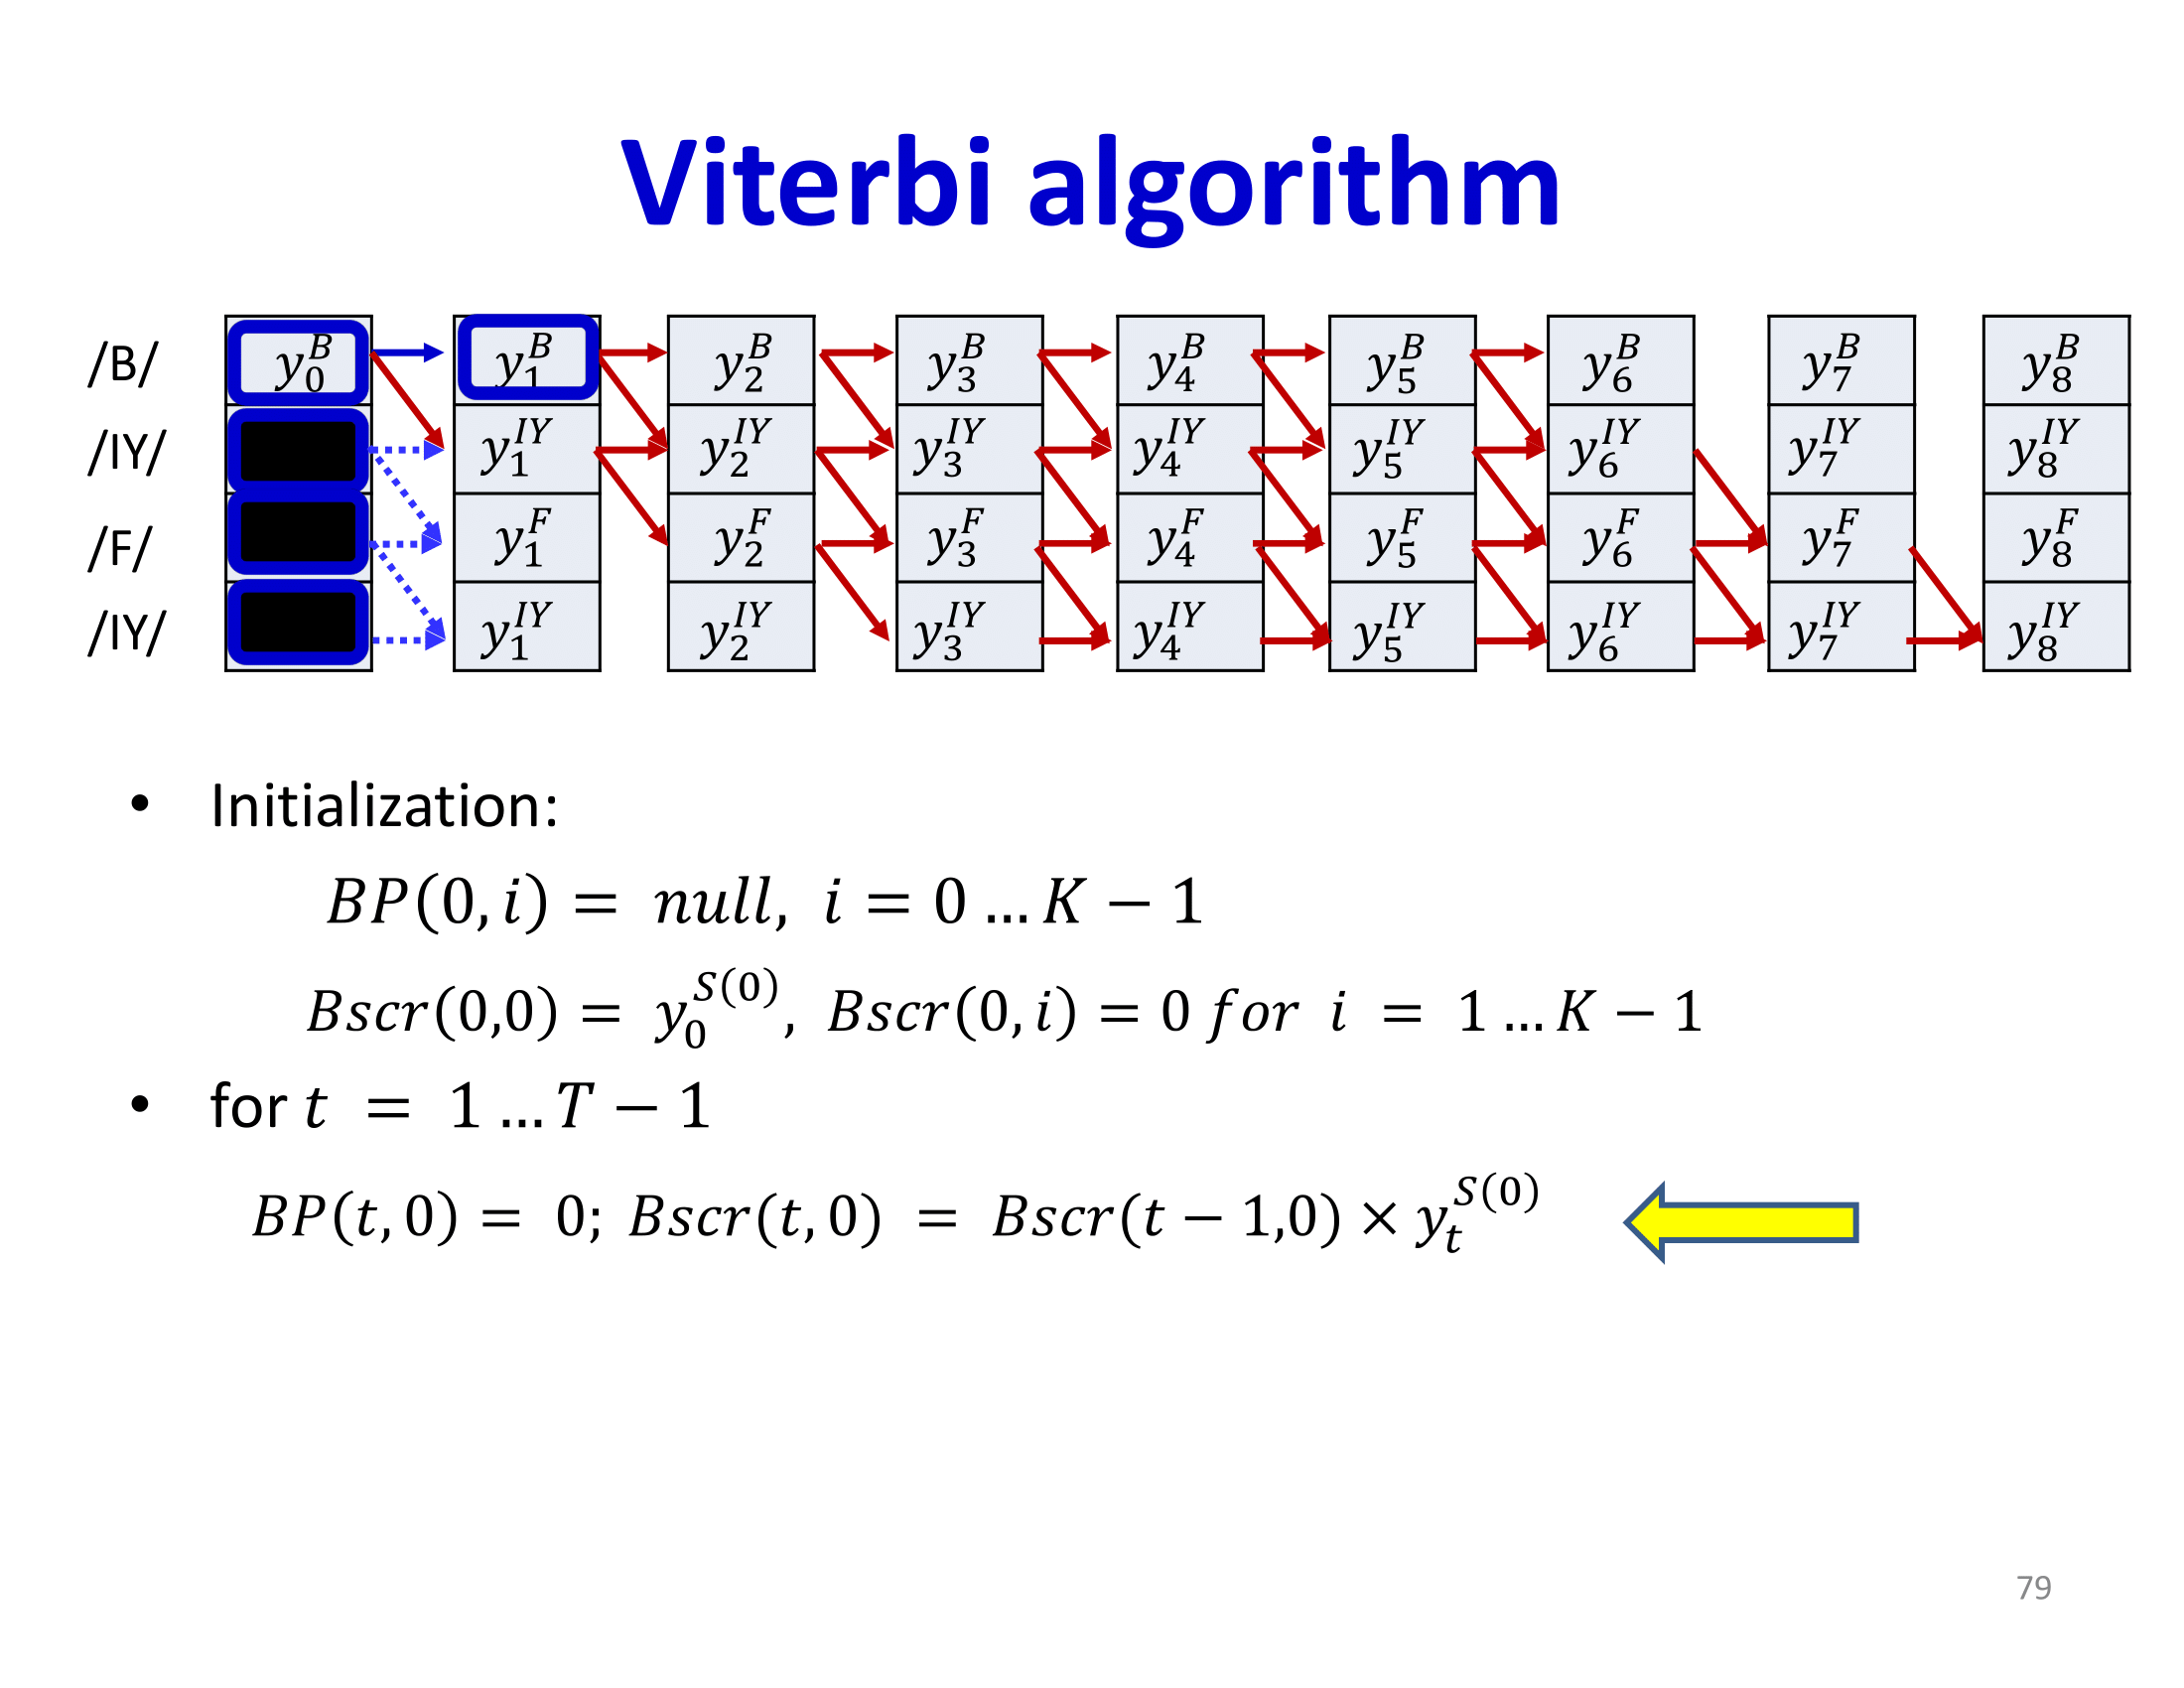 Viterbi algorithm
/B/ y_0^B y_1^B y_2^B y_3^B y_4^B y_5^B y_6^B y_7^B y_8^B
/IY/ y_1^IY y_2^IY y_3^IY y_4^IY y_5^IY y_6^IY y_7^IY y_8^IY
/F/ y_1^F y_2^F y_3^F y_4^F y_5^F y_6^F y_7^F y_8^F
/IY/ y_1^IY y_2^IY y_3^IY y_4^IY y_5^IY y_6^IY y_7^IY y_8^IY
• Initialization:
BP(0, i) = null, i = 0 ... K − 1
Bscr(0,0) = y_0^S(0), Bscr(0, i) = 0 for i = 1 ... K − 1
• for t = 1 ... T − 1
BP(t, 0) = 0; Bscr(t, 0) = Bscr(t − 1,0) × y_t^S(0)
79